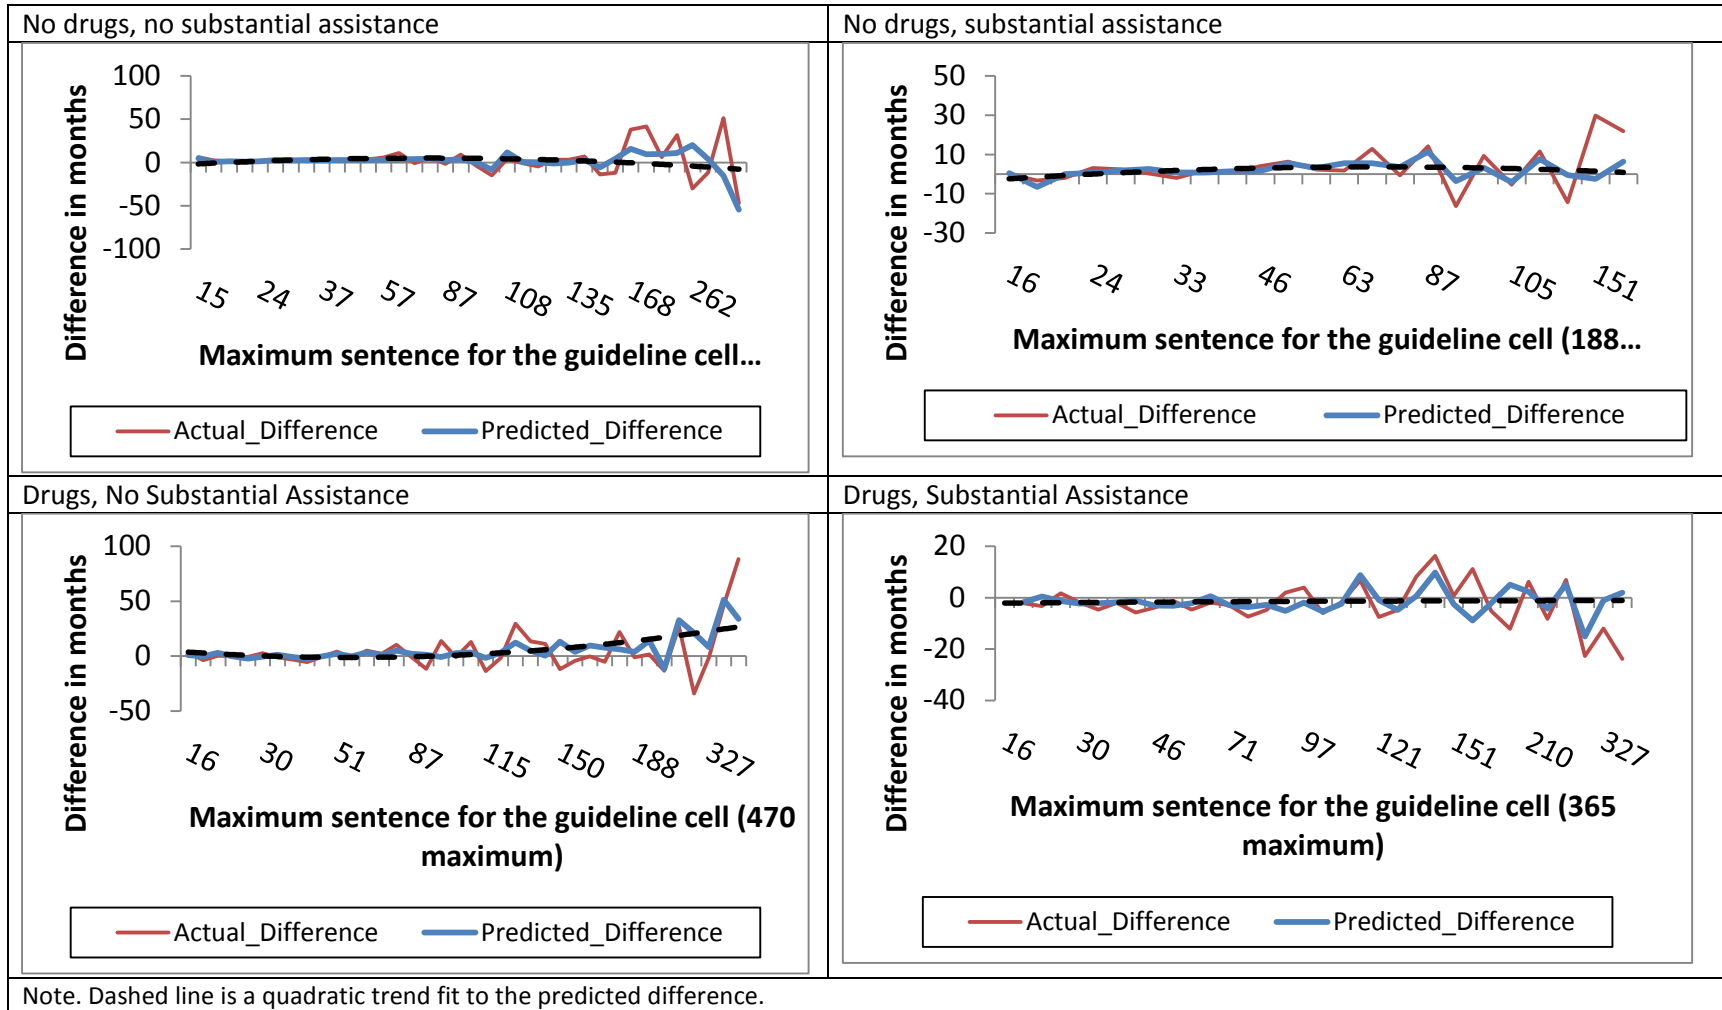 No drugs, no substantial assistance
Difference in months
100
50
0
-50
-100
15 24 37 57 87 108 135 168 262
Maximum sentence for the guideline cell…
Actual_Difference Predicted_Difference
No drugs, substantial assistance
Difference in months
50
30
10
-10
-30
16 24 33 46 63 87 105 151
Maximum sentence for the guideline cell (188…
Actual_Difference Predicted_Difference
Drugs, No Substantial Assistance
Difference in months
100
50
0
-50
16 30 51 87 115 150 188 327
Maximum sentence for the guideline cell (470
maximum)
Actual_Difference Predicted_Difference
Drugs, Substantial Assistance
Difference in months
20
0
-20
-40
16 30 46 71 97 121 151 210 327
Maximum sentence for the guideline cell (365
maximum)
Actual_Difference Predicted_Difference
Note. Dashed line is a quadratic trend fit to the predicted difference.